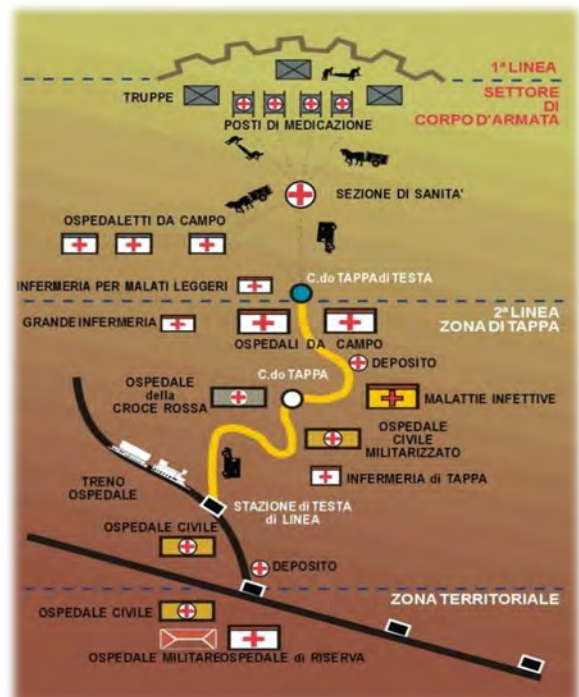 1ª LINEA
SETTORE
DI
CORPO D'ARMATA
TRUPPE
POSTI DI MEDICAZIONE
SEZIONE DI SANITA'
OSPEDALETTI DA CAMPO
C.do TAPPA di TESTA
INFERMERIA PER MALATI LEGGERI
2ª LINEA
ZONA DI TAPPA
GRANDE INFERMERIA
OSPEDALI DA CAMPO
DEPOSITO
C.do TAPPA
OSPEDALE
della
CROCE ROSSA
MALATTIE INFETTIVE
OSPEDALE
CIVILE
MILITARIZZATO
INFERMERIA di TAPPA
TRENO
OSPEDALE
STAZIONE di TESTA
di LINEA
OSPEDALE CIVILE
DEPOSITO
ZONA TERRITORIALE
OSPEDALE CIVILE
OSPEDALE MILITARE
OSPEDALE di RISERVA